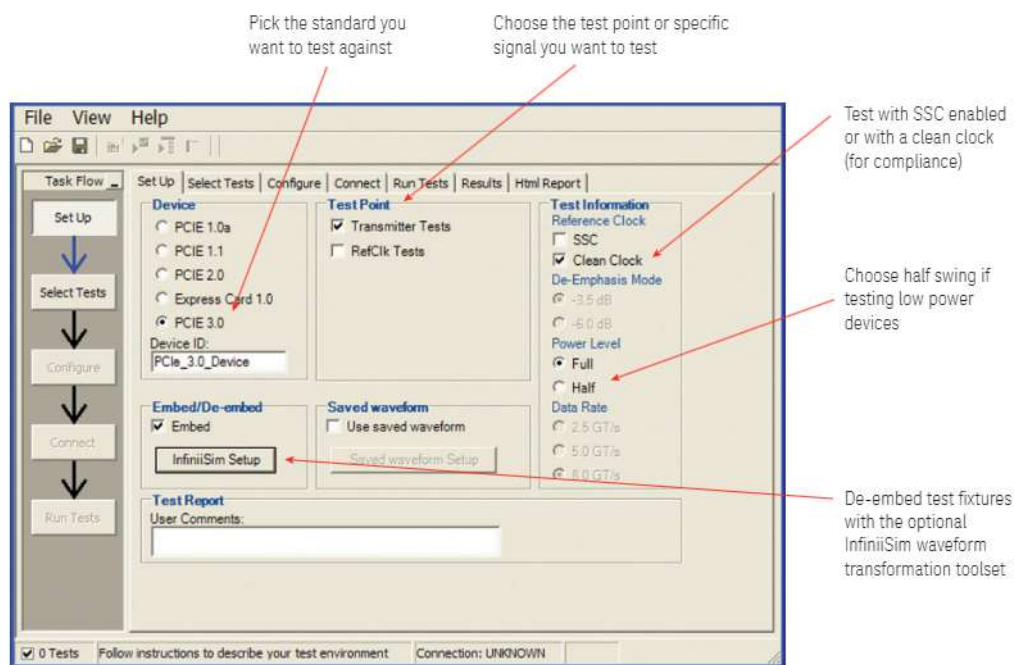 Pick the standard you
want to test against
Choose the test point or specific
signal you want to test
Test with SSC enabled
or with a clean clock
(for compliance)
Choose half swing if
testing low power
devices
De-embed test fixtures
with the optional
InfiniiSim waveform
transformation toolset
File View Help
Task Flow
Set Up
Select Tests
Configure
Connect
Run Tests
Set Up Select Tests Configure Connect Run Tests Results Html Report
Device
PCIE 1.0a
PCIE 1.1
PCIE 2.0
Express Card 1.0
PCIE 3.0
Device ID:
PCIe_3.0_Device
Test Point
Transmitter Tests
RefClk Tests
Test Information
Reference Clock
SSC
Clean Clock
De-Emphasis Mode
-3.5 dB
-6.0 dB
Power Level
Full
Half
Data Rate
2.5 GT/s
5.0 GT/s
8.0 GT/s
Embed/De-embed
Embed
InfiniiSim Setup
Saved waveform
Use saved waveform
Saved waveform Setup
Test Report
User Comments:
0 Tests Follow instructions to describe your test environment Connection: UNKNOWN